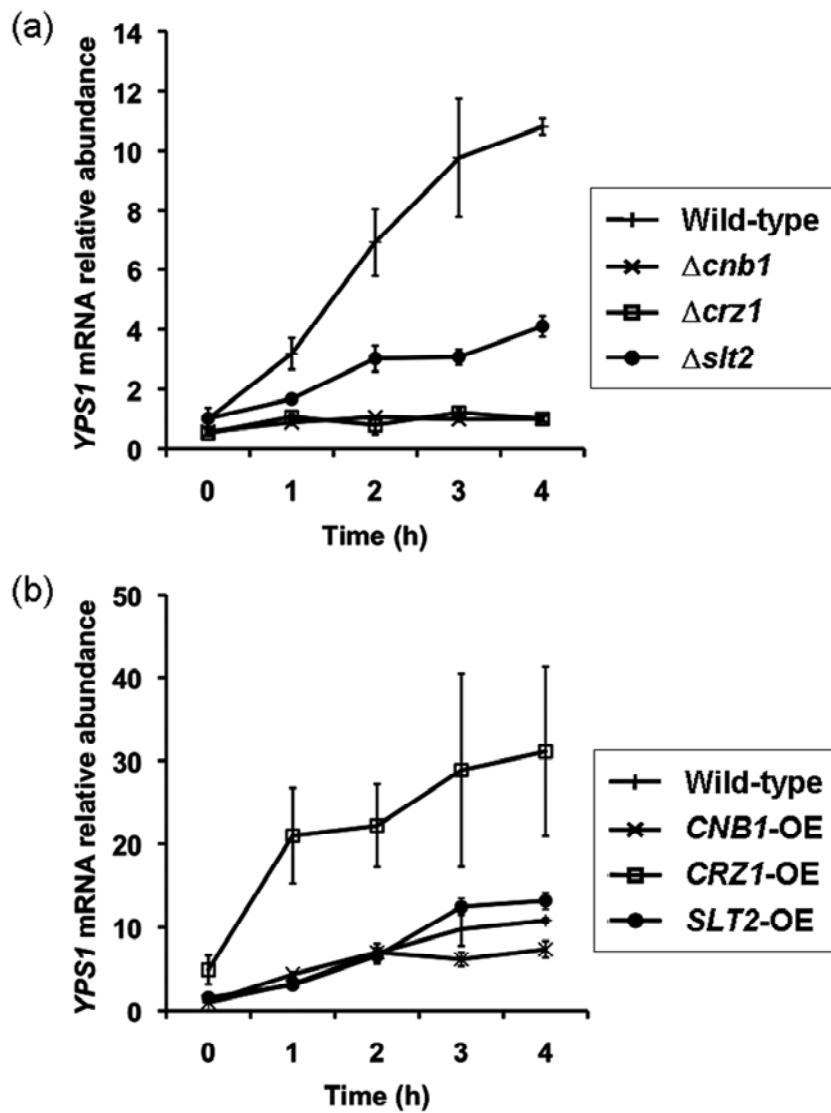 (a)
YPS1 mRNA relative abundance
14
12
10
8
6
4
2
0
0 1 2 3 4
Time (h)
Wild-type
Δcnb1
Δcrz1
Δslt2
(b)
YPS1 mRNA relative abundance
50
40
30
20
10
0
0 1 2 3 4
Time (h)
Wild-type
CNB1-OE
CRZ1-OE
SLT2-OE